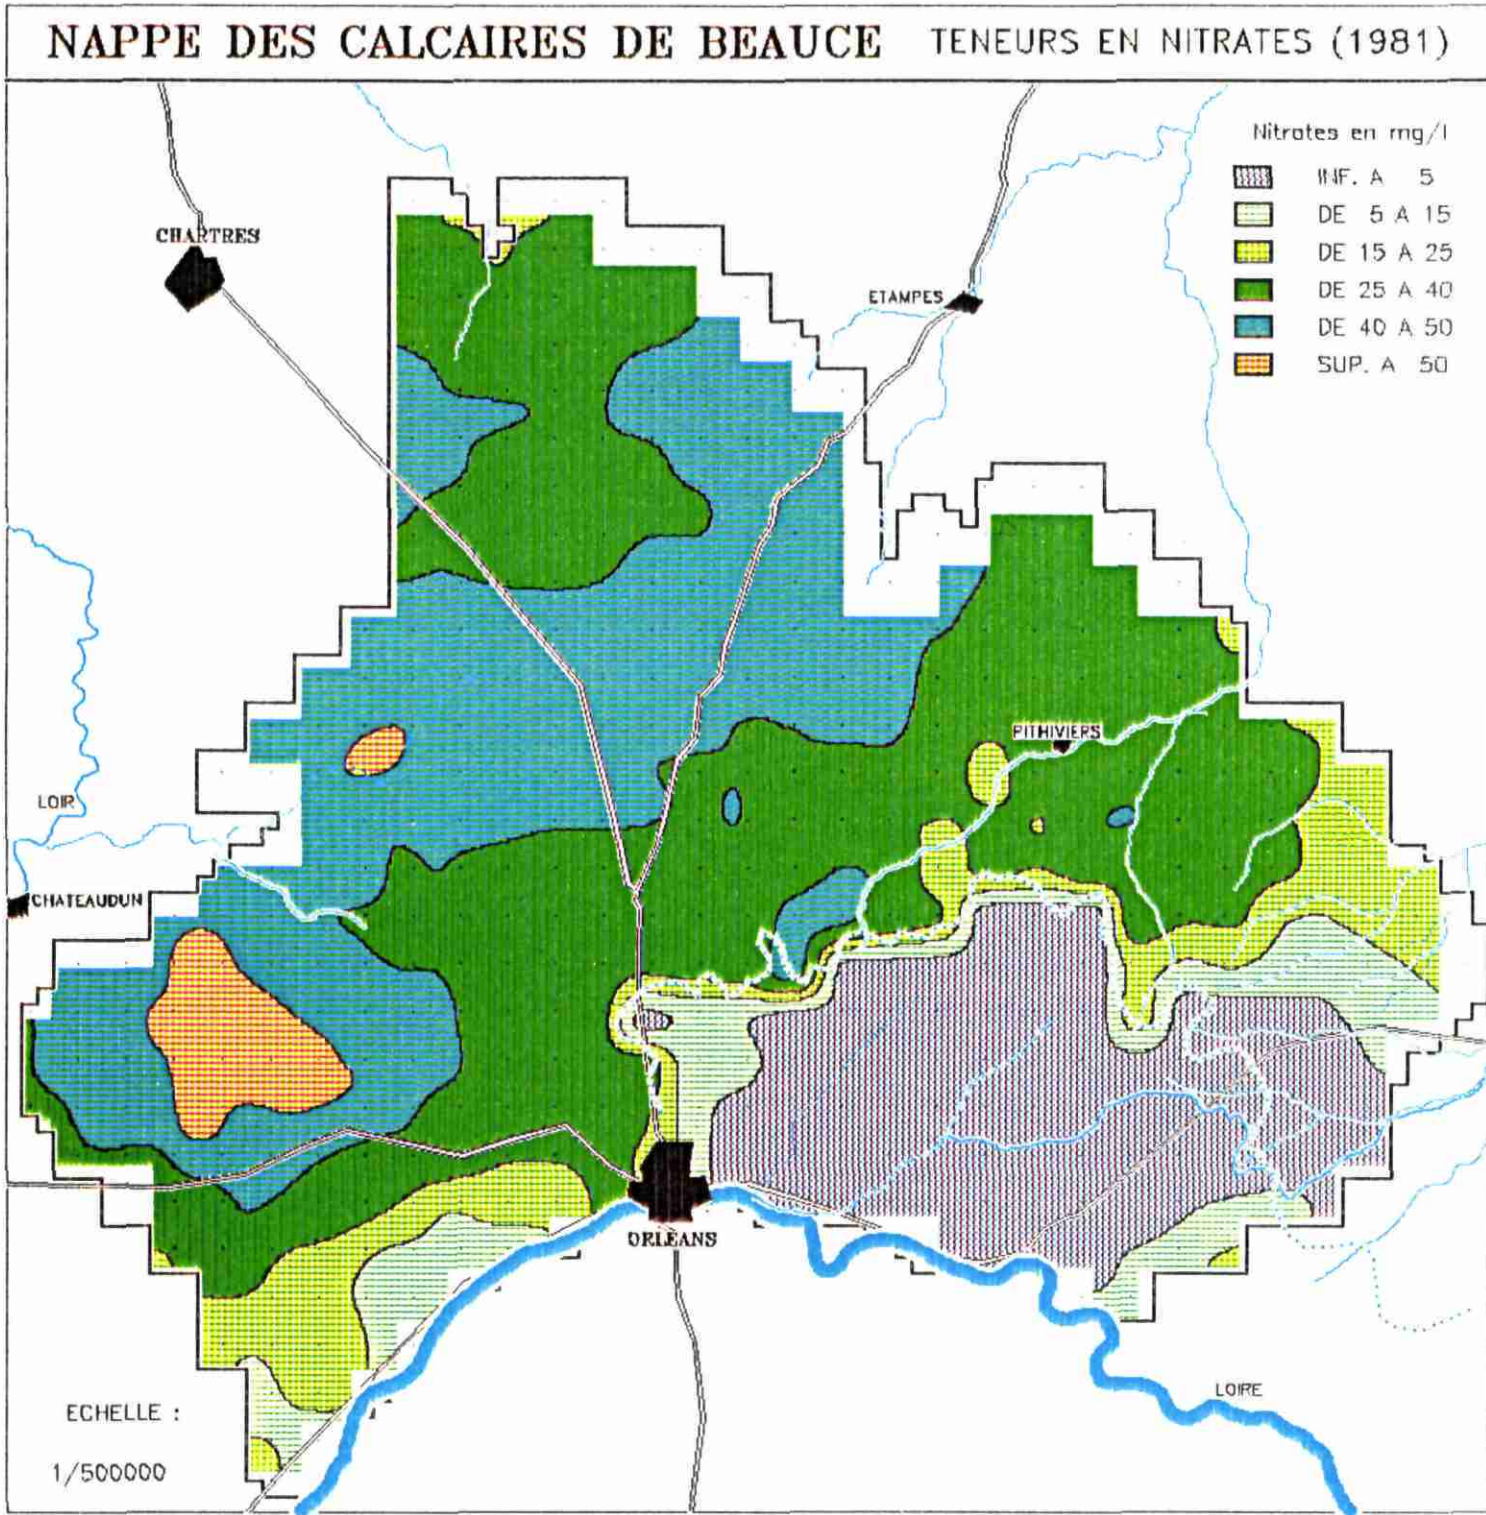 NAPPE DES CALCAIRES DE BEAUCE TENEURS EN NITRATES (1981)
Nitrates en mg/l
INF. A 5
DE 5 A 15
DE 15 A 25
DE 25 A 40
DE 40 A 50
SUP. A 50
CHARTRES
ETAMPES
PITHIVIERS
LOIR
CHATEAUDUN
ORLEANS
LOIRE
ECHELLE :
1/500000